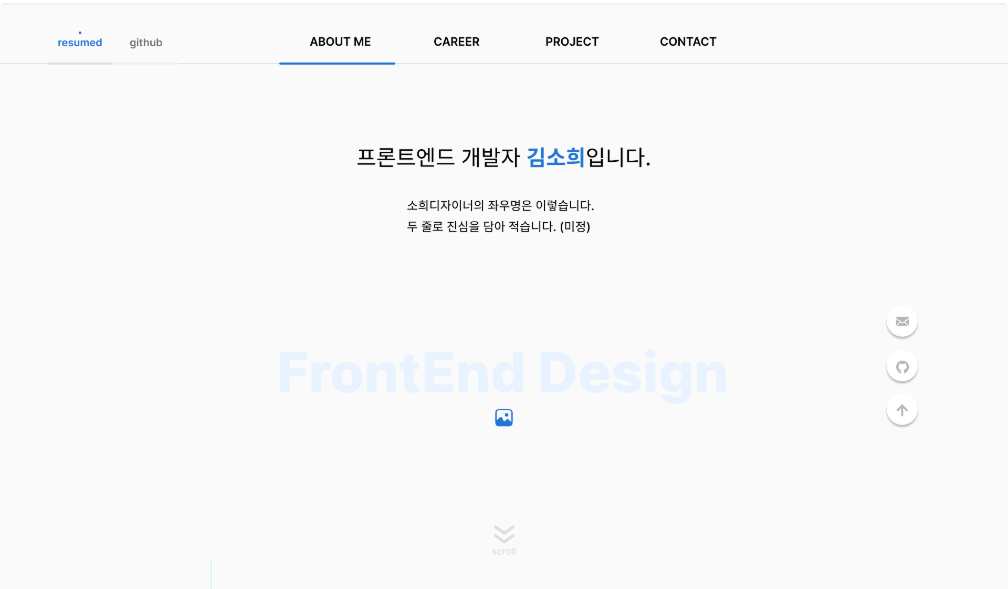 resumed github ABOUT ME CAREER PROJECT CONTACT
프론트엔드 개발자 김소희입니다.
소희디자이너의 좌우명은 이렇습니다.
두 줄로 진심을 담아 적습니다. (미정)
FrontEnd Design
scroll